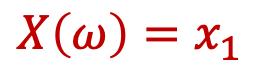 X(ω) = x₁